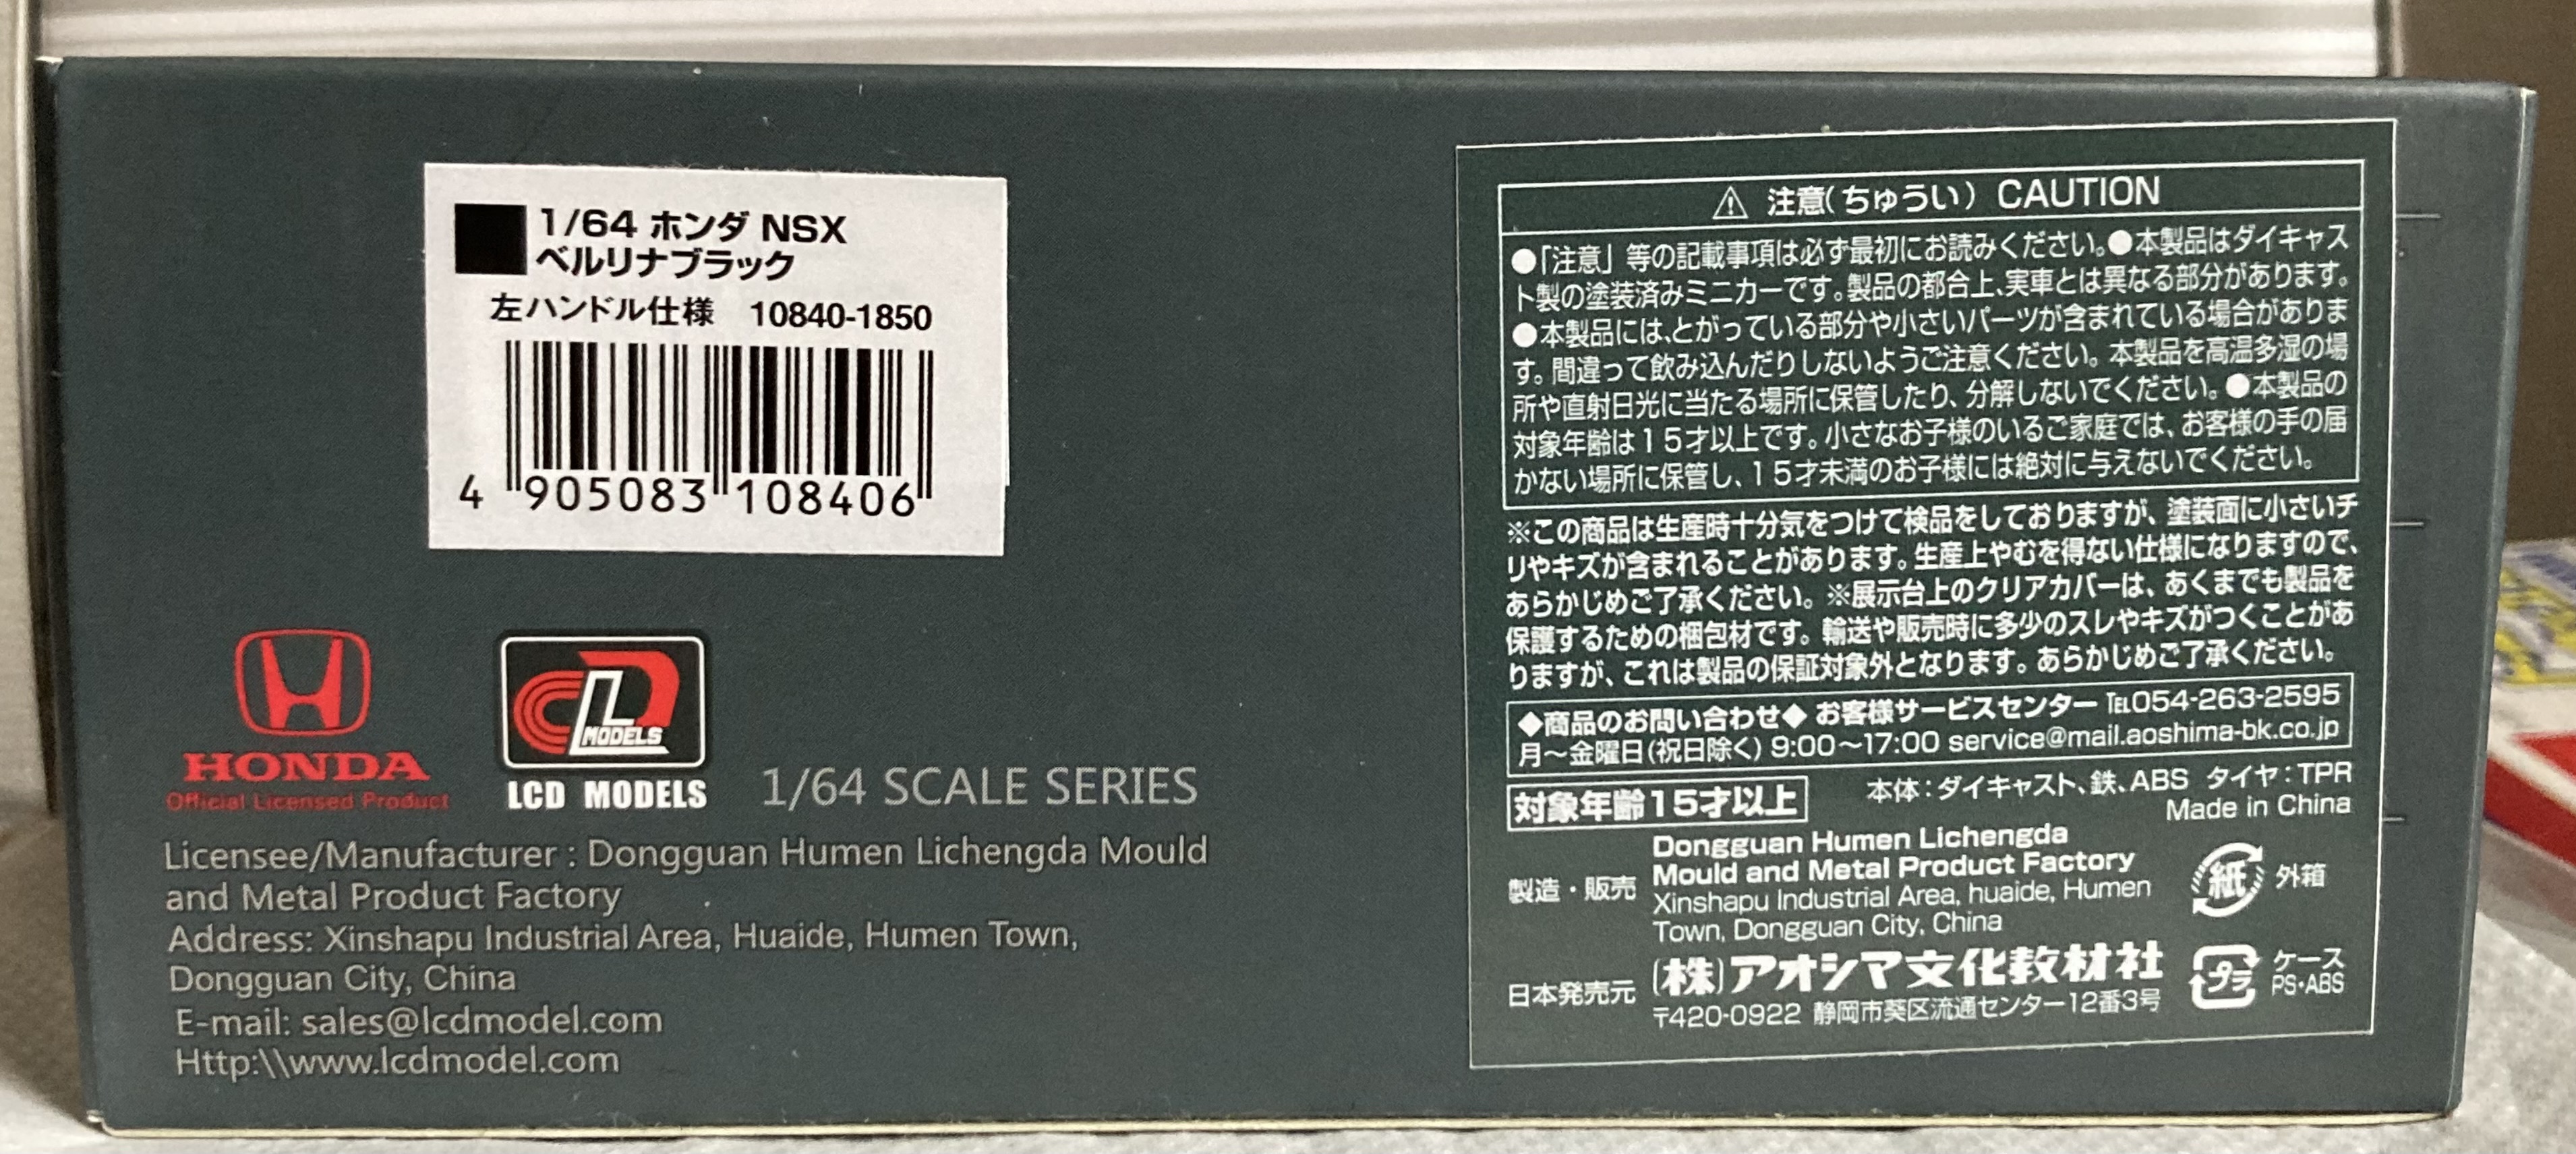 1/64 ホンダ NSX
ベルリナブラック
左ハンドル仕様 10840-1850
4 905083 108406
HONDA
Official Licensed Product
CLD
MODELS
LCD MODELS
1/64 SCALE SERIES
Licensee/Manufacturer : Dongguan Humen Lichengda Mould
and Metal Product Factory
Address: Xinshapu Industrial Area, Huaide, Humen Town,
Dongguan City, China
E-mail: sales@lcdmodel.com
Http:\\www.lcdmodel.com
⚠ 注意(ちゅうい) CAUTION
●「注意」等の記載事項は必ず最初にお読みください。●本製品はダイキャス
ト製の塗装済みミニカーです。製品の都合上、実車とは異なる部分があります。
●本製品には、とがっている部分や小さいパーツが含まれている場合がありま
す。間違って飲み込んだりしないようご注意ください。本製品を高温多湿の場
所や直射日光に当たる場所に保管したり、分解しないでください。●本製品の
対象年齢は15才以上です。小さなお子様のいるご家庭では、お客様の手の届
かない場所に保管し、15才未満のお子様には絶対に与えないでください。
※この商品は生産時十分気をつけて検品をしておりますが、塗装面に小さいチ
リやキズが含まれることがあります。生産上やむを得ない仕様になりますので、
あらかじめご了承ください。※展示台上のクリアカバーは、あくまでも製品を
保護するための梱包材です。輸送や販売時に多少のスレやキズがつくことがあ
りますが、これは製品の保証対象外となります。あらかじめご了承ください。
◆商品のお問い合わせ◆ お客様サービスセンター ℡054-263-2595
月～金曜日(祝日除く) 9:00～17:00 service@mail.aoshima-bk.co.jp
対象年齢15才以上
本体：ダイキャスト、鉄、ABS タイヤ：TPR
Made in China
製造・販売
Dongguan Humen Lichengda
Mould and Metal Product Factory
Xinshapu Industrial Area, huaide, Humen
Town, Dongguan City, China
紙 外箱
日本発売元
(株)アオシマ文化教材社
〒420-0922 静岡市葵区流通センター12番3号
プラ ケース
PS・ABS